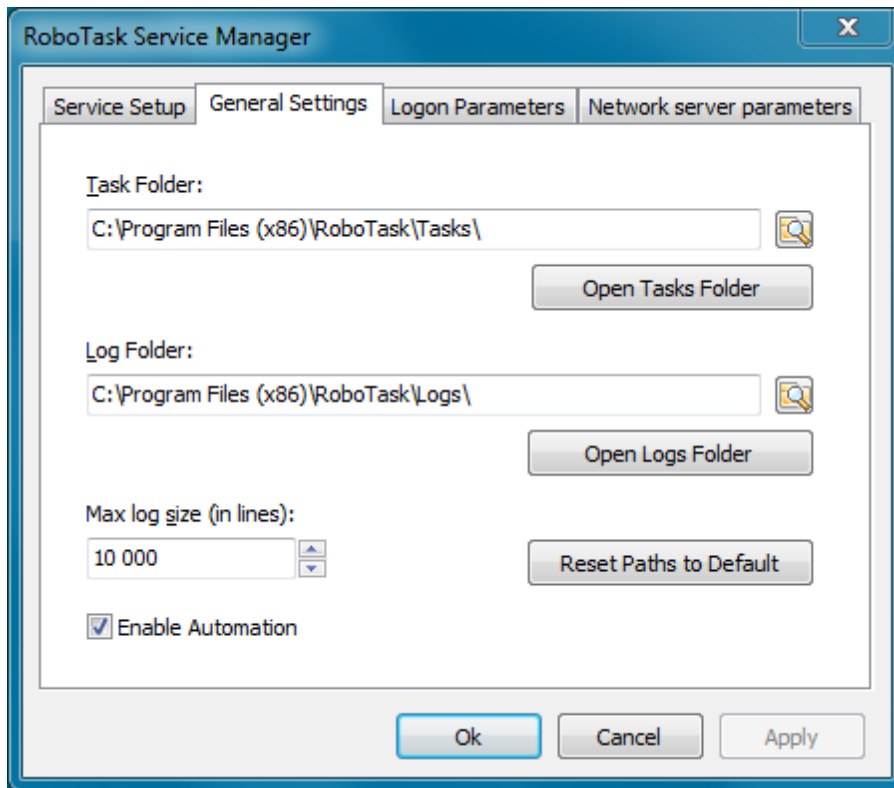 RoboTask Service Manager
Service Setup General Settings Logon Parameters Network server parameters
Task Folder:
C:\Program Files (x86)\RoboTask\Tasks\
Open Tasks Folder
Log Folder:
C:\Program Files (x86)\RoboTask\Logs\
Open Logs Folder
Max log size (in lines):
10 000
Reset Paths to Default
Enable Automation
Ok Cancel Apply